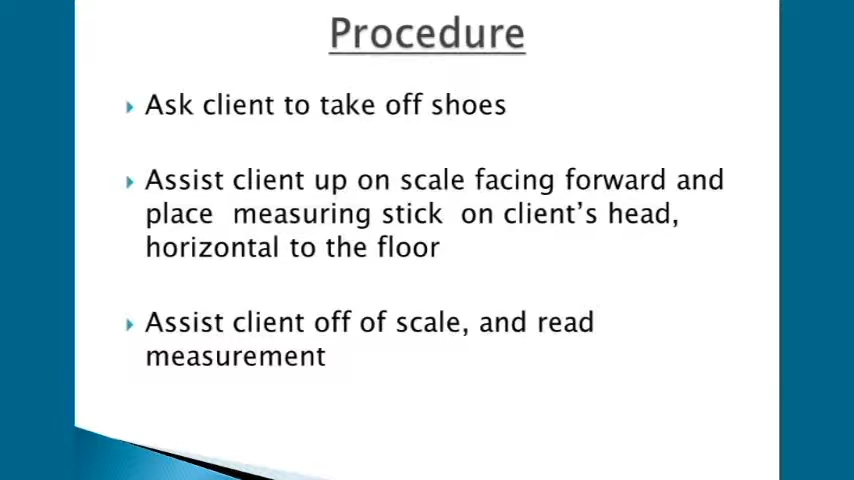 Procedure
Ask client to take off shoes
Assist client up on scale facing forward and
place measuring stick on client's head,
horizontal to the floor
Assist client off of scale, and read
measurement